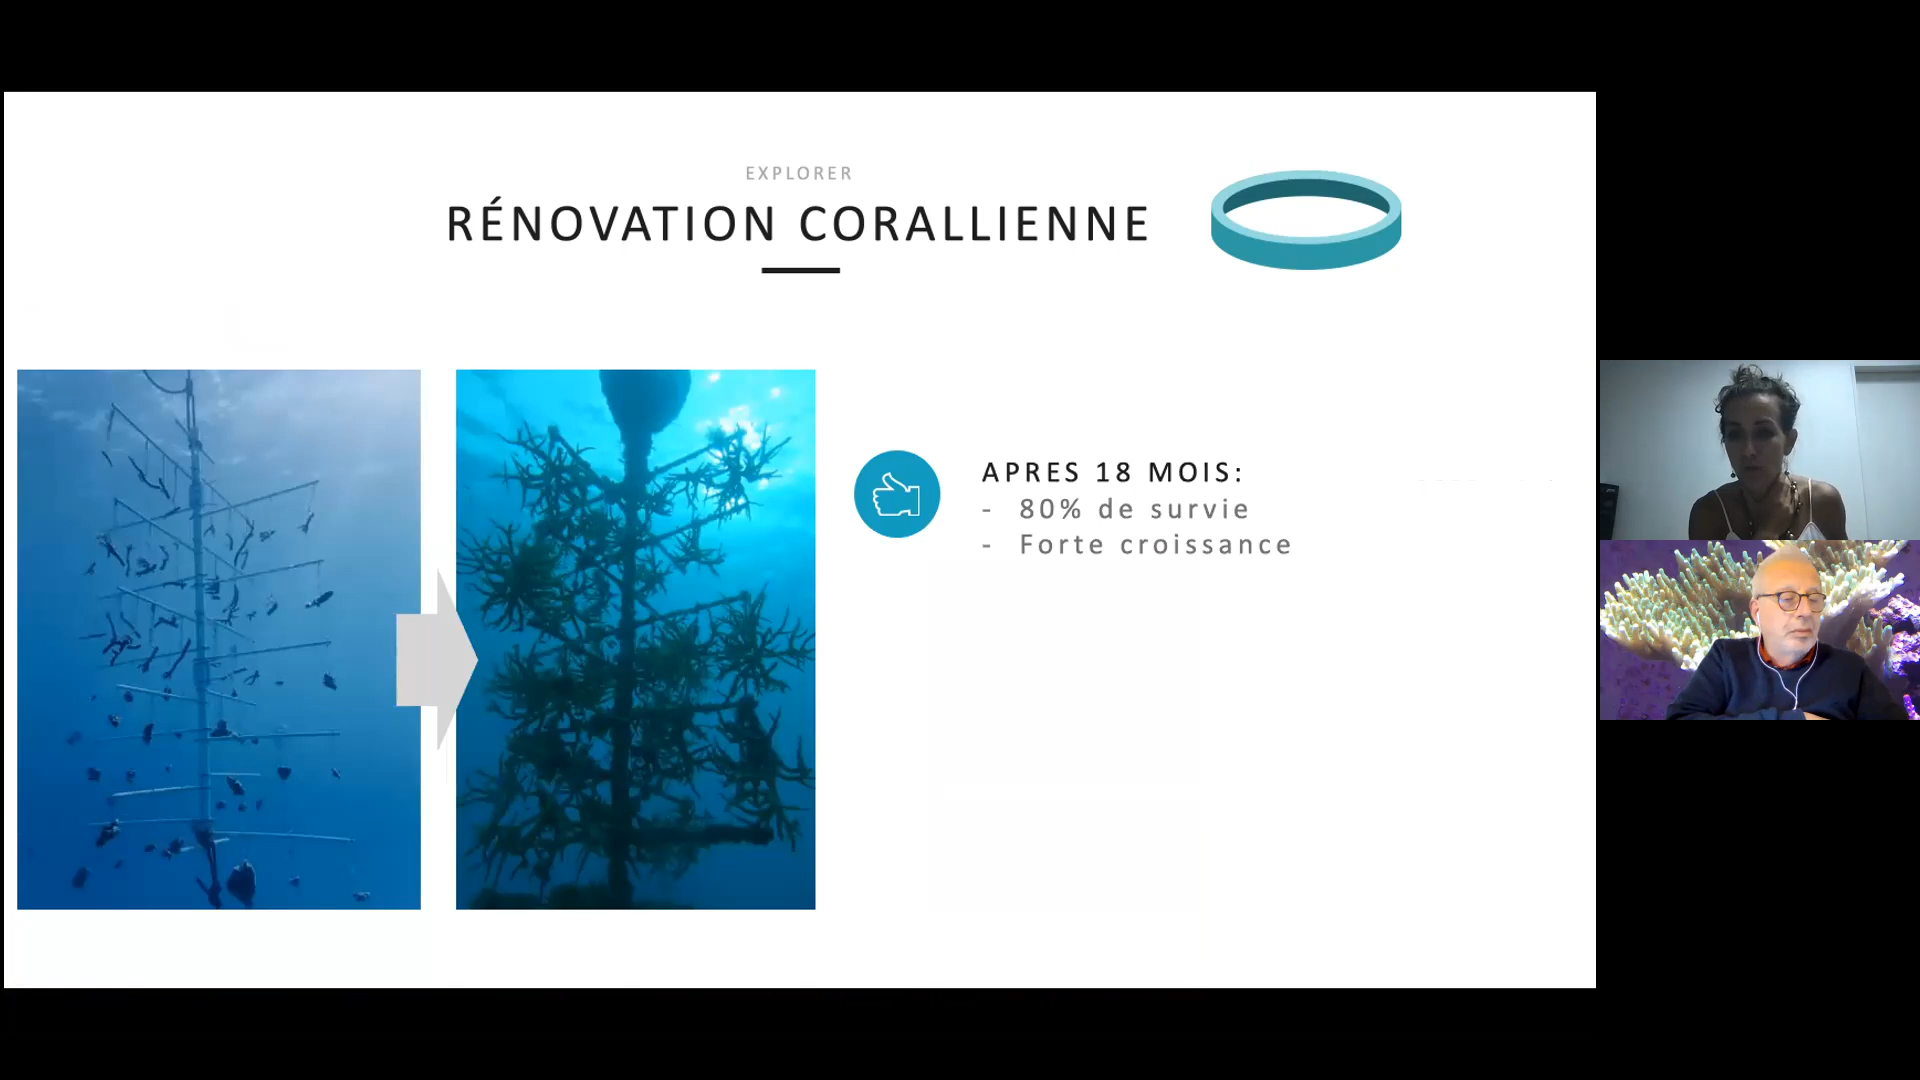 EXPLORER
RÉNOVATION CORALLIENNE
APRES 18 MOIS:
- 80% de survie
- Forte croissance